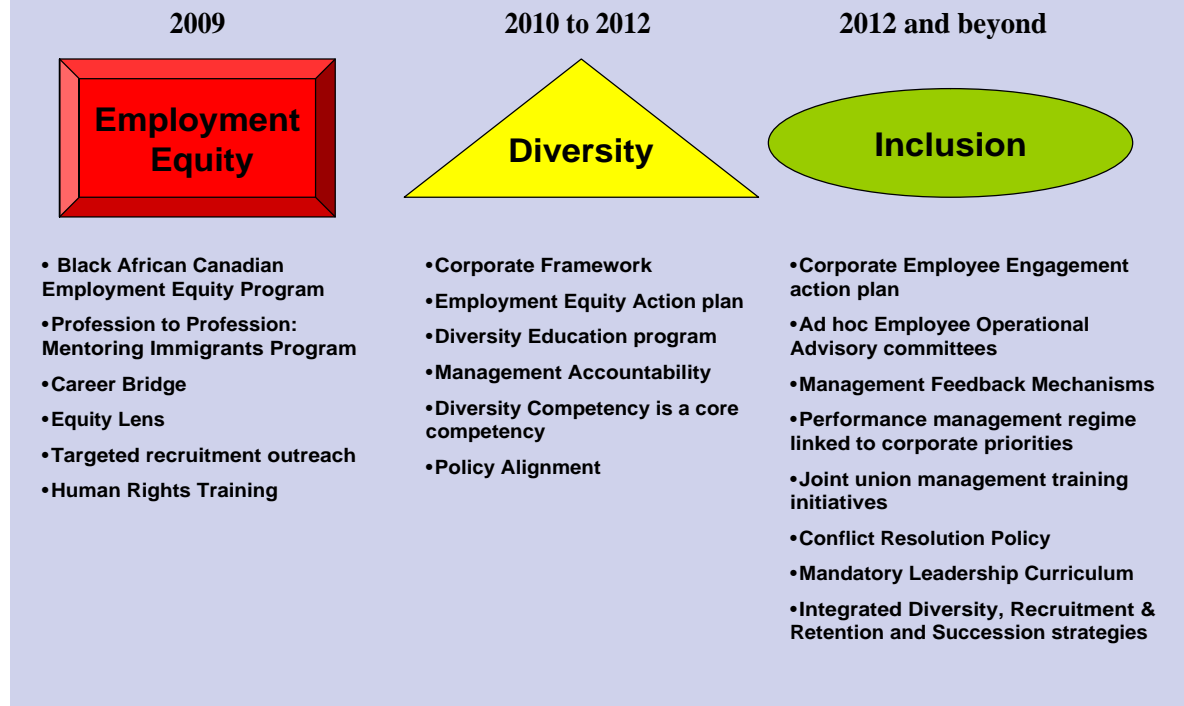 2009
Employment
Equity
• Black African Canadian
Employment Equity Program
•Profession to Profession:
Mentoring Immigrants Program
•Career Bridge
•Equity Lens
•Targeted recruitment outreach
•Human Rights Training
2010 to 2012
Diversity
•Corporate Framework
•Employment Equity Action plan
•Diversity Education program
•Management Accountability
•Diversity Competency is a core
competency
•Policy Alignment
2012 and beyond
Inclusion
•Corporate Employee Engagement
action plan
•Ad hoc Employee Operational
Advisory committees
•Management Feedback Mechanisms
•Performance management regime
linked to corporate priorities
•Joint union management training
initiatives
•Conflict Resolution Policy
•Mandatory Leadership Curriculum
•Integrated Diversity, Recruitment &
Retention and Succession strategies